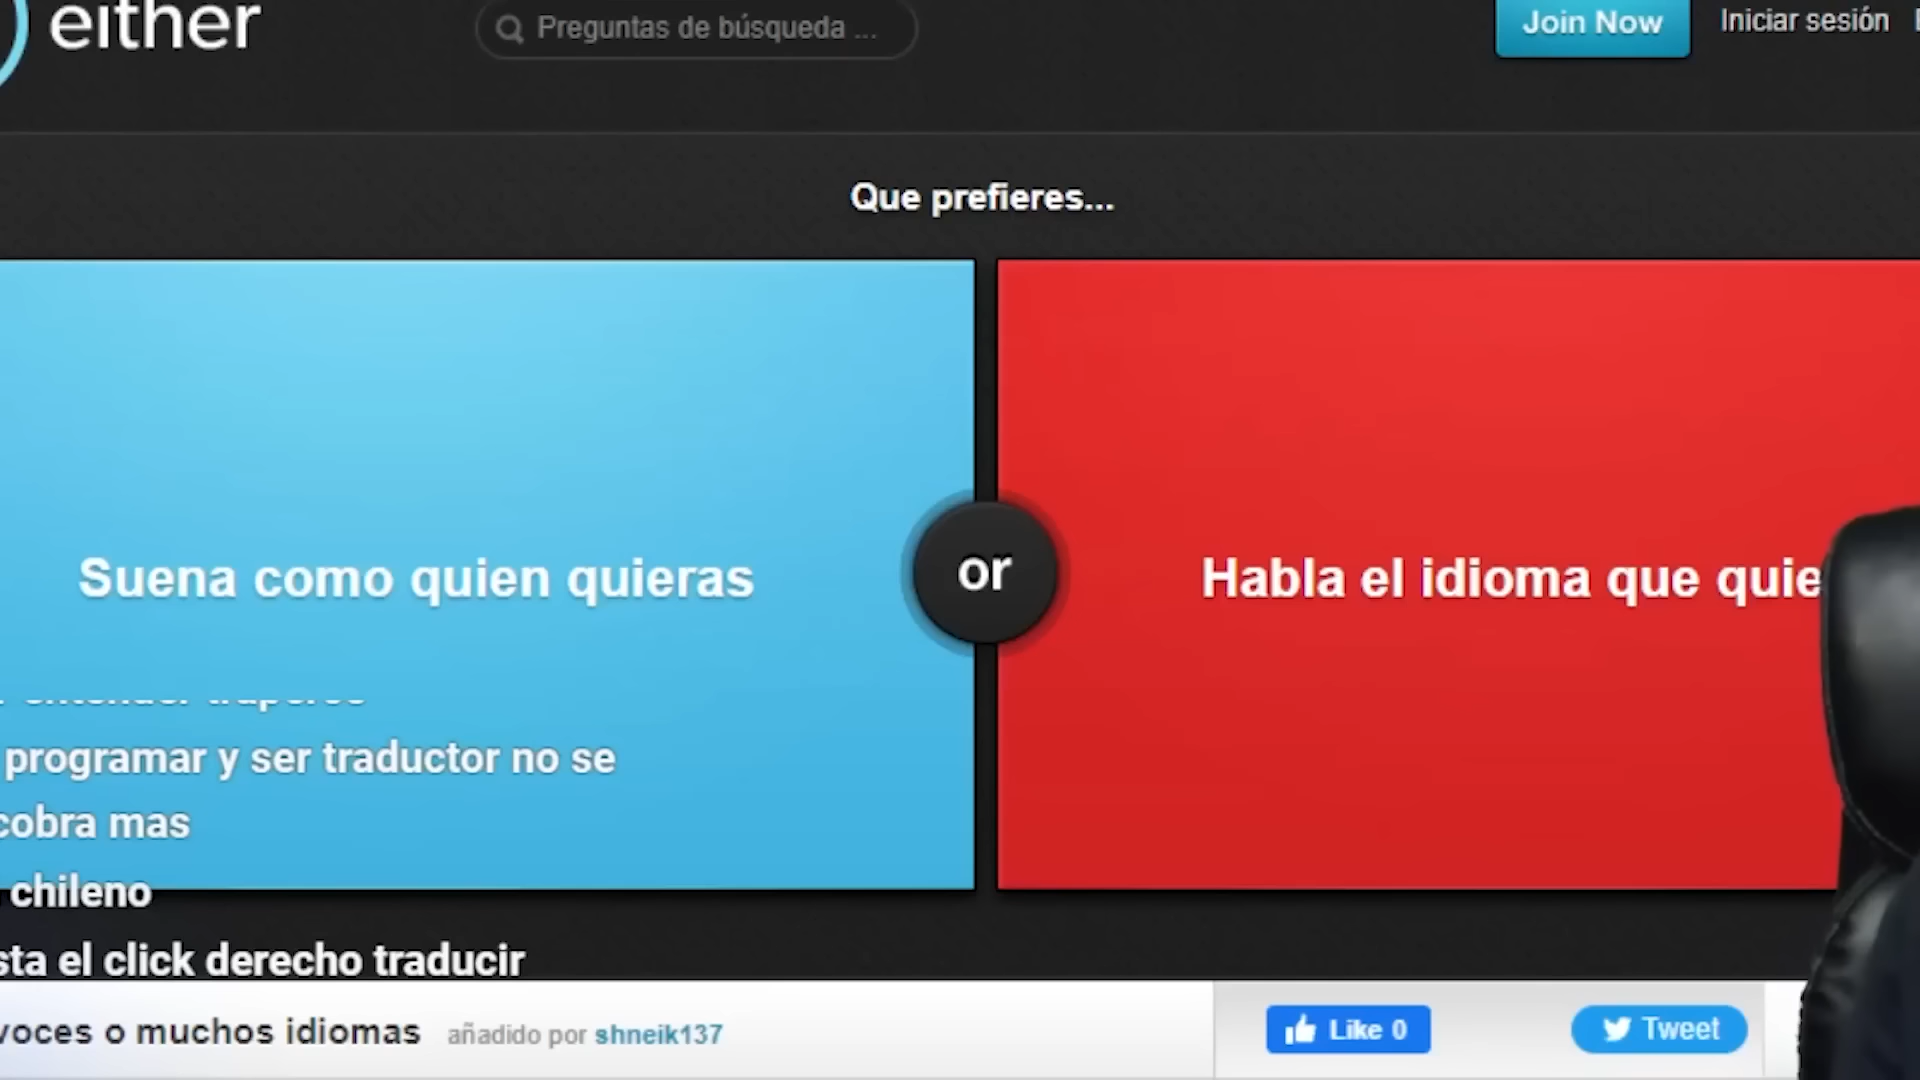 either
Preguntas de búsqueda ...
Join Now
Iniciar sesión
Que prefieres...
Suena como quien quieras
or
Habla el idioma que quie
entender traperos
programar y ser traductor no se
cobra mas
chileno
sta el click derecho traducir
voces o muchos idiomas añadido por shneik137
Like 0
Tweet